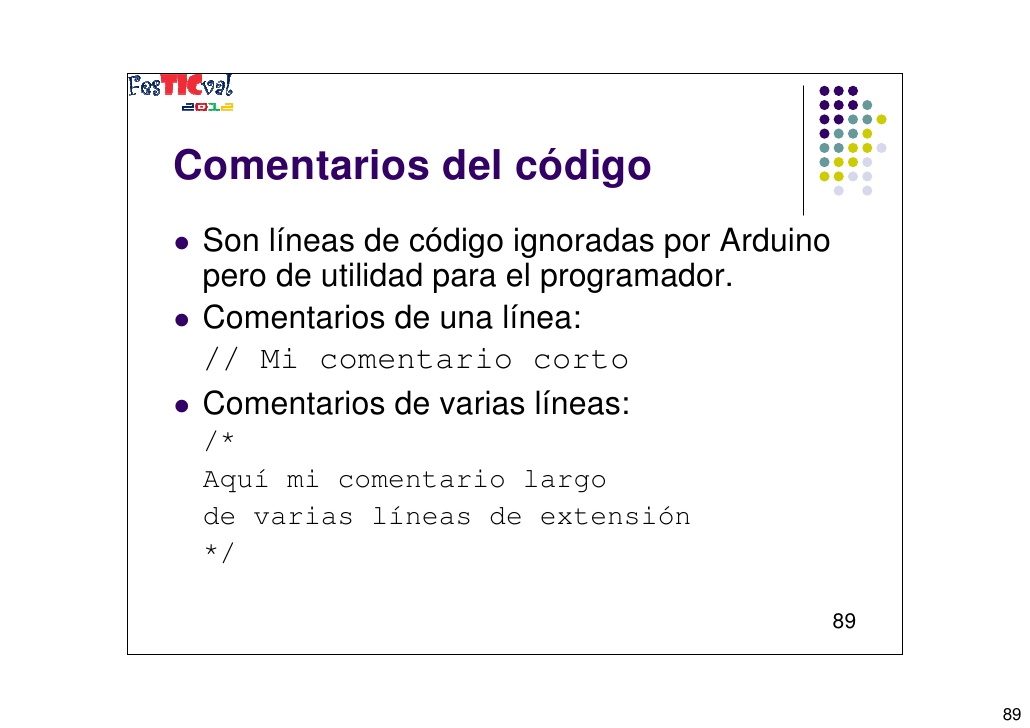 FesTICval
2012
Comentarios del código
● Son líneas de código ignoradas por Arduino
pero de utilidad para el programador.
● Comentarios de una línea:
// Mi comentario corto
● Comentarios de varias líneas:
/*
Aquí mi comentario largo
de varias líneas de extensión
*/
89
89